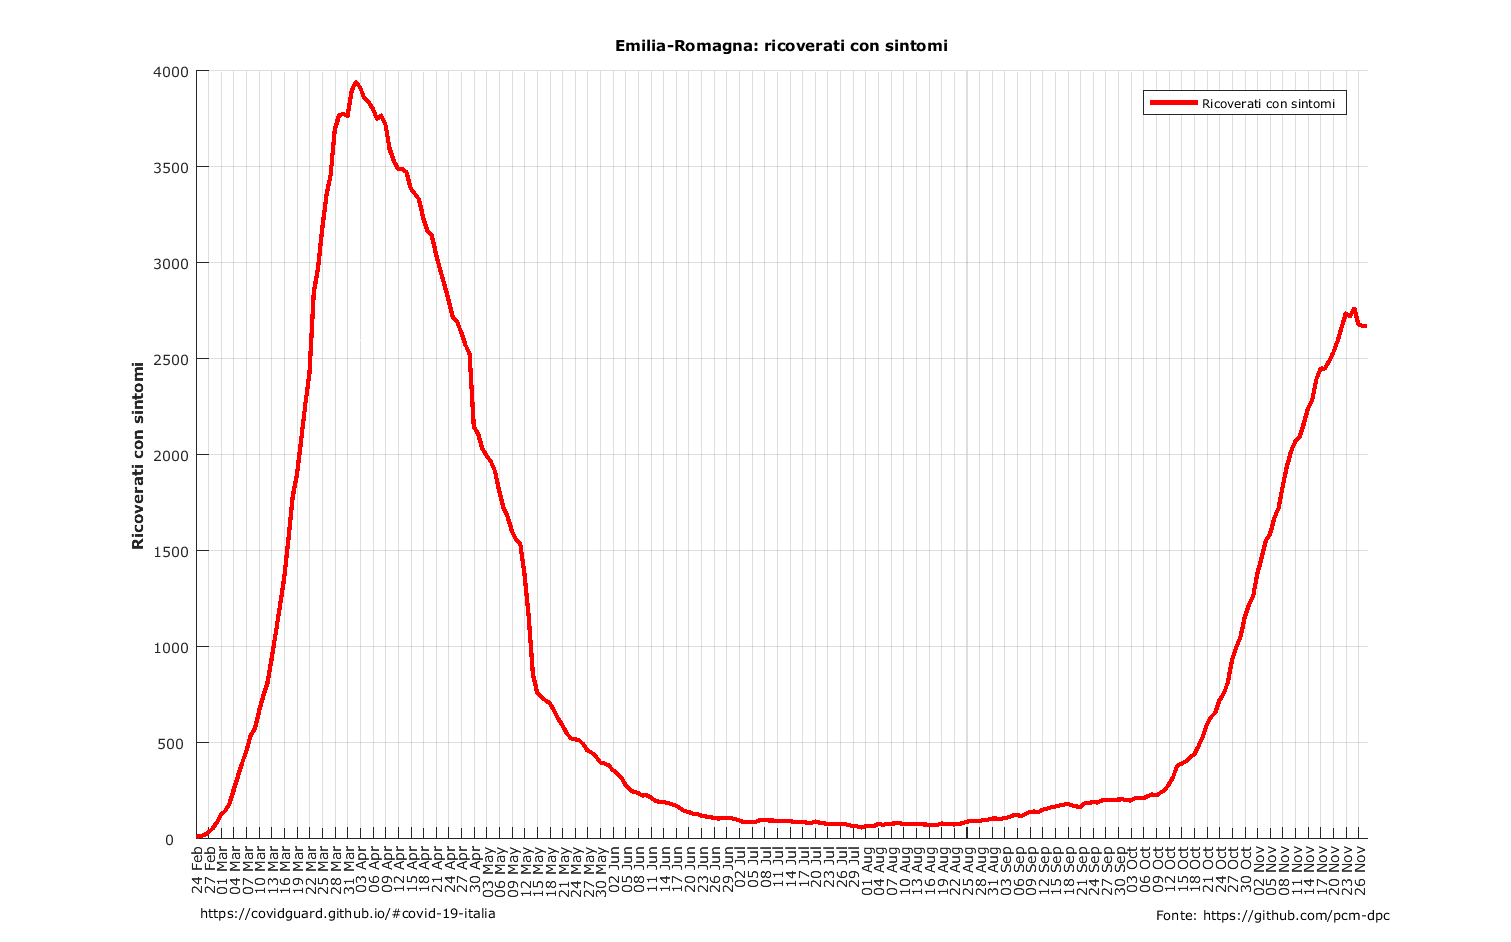 Emilia-Romagna: ricoverati con sintomi
Ricoverati con sintomi
Ricoverati con sintomi
4000
3500
3000
2500
2000
1500
1000
500
0
24 Feb
27 Feb
01 Mar
04 Mar
07 Mar
10 Mar
13 Mar
16 Mar
19 Mar
22 Mar
25 Mar
28 Mar
31 Mar
03 Apr
06 Apr
09 Apr
12 Apr
15 Apr
18 Apr
21 Apr
24 Apr
27 Apr
30 Apr
03 May
06 May
09 May
12 May
15 May
18 May
21 May
24 May
27 May
30 May
02 Jun
05 Jun
08 Jun
11 Jun
14 Jun
17 Jun
20 Jun
23 Jun
26 Jun
29 Jun
02 Jul
05 Jul
08 Jul
11 Jul
14 Jul
17 Jul
20 Jul
23 Jul
26 Jul
29 Jul
01 Aug
04 Aug
07 Aug
10 Aug
13 Aug
16 Aug
19 Aug
22 Aug
25 Aug
28 Aug
31 Aug
03 Sep
06 Sep
09 Sep
12 Sep
15 Sep
18 Sep
21 Sep
24 Sep
27 Sep
30 Sep
03 Oct
06 Oct
09 Oct
12 Oct
15 Oct
18 Oct
21 Oct
24 Oct
27 Oct
30 Oct
02 Nov
05 Nov
08 Nov
11 Nov
14 Nov
17 Nov
20 Nov
23 Nov
26 Nov
https://covidguard.github.io/#covid-19-italia
Fonte: https://github.com/pcm-dpc